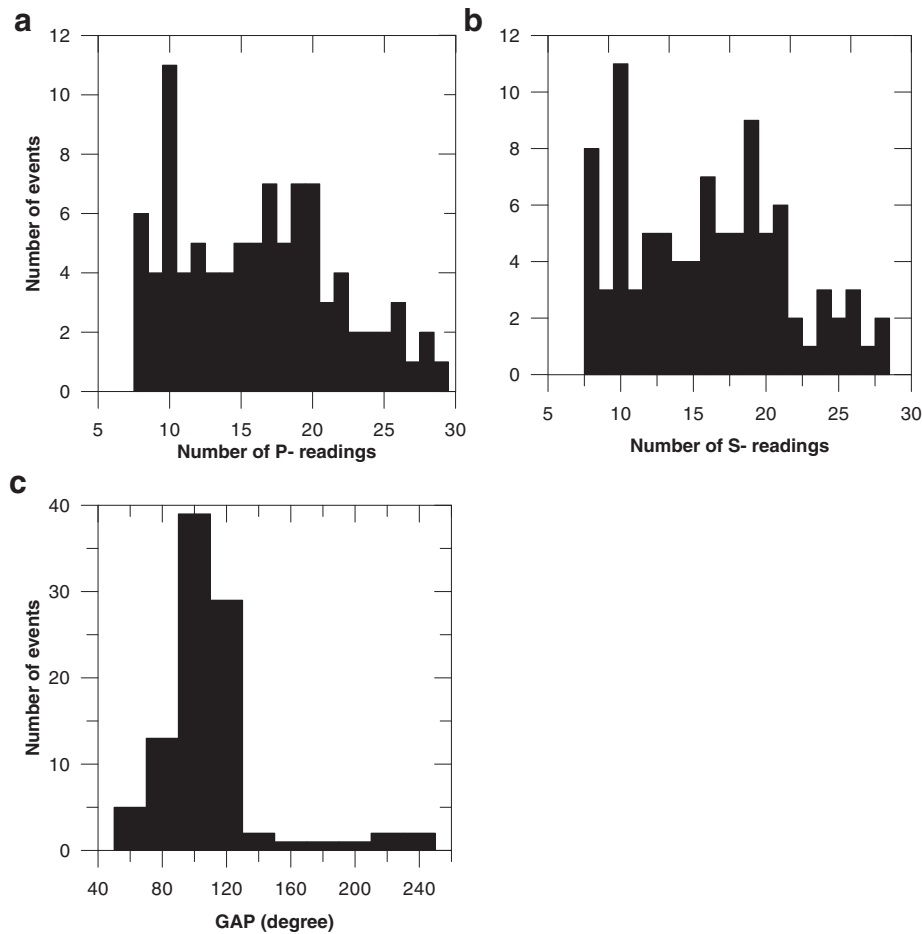 a
12
10
8
6
4
2
0
Number of events
5 10 15 20 25 30
Number of P- readings
b
12
10
8
6
4
2
0
5 10 15 20 25 30
Number of S- readings
c
40
30
20
10
0
Number of events
40 80 120 160 200 240
GAP (degree)